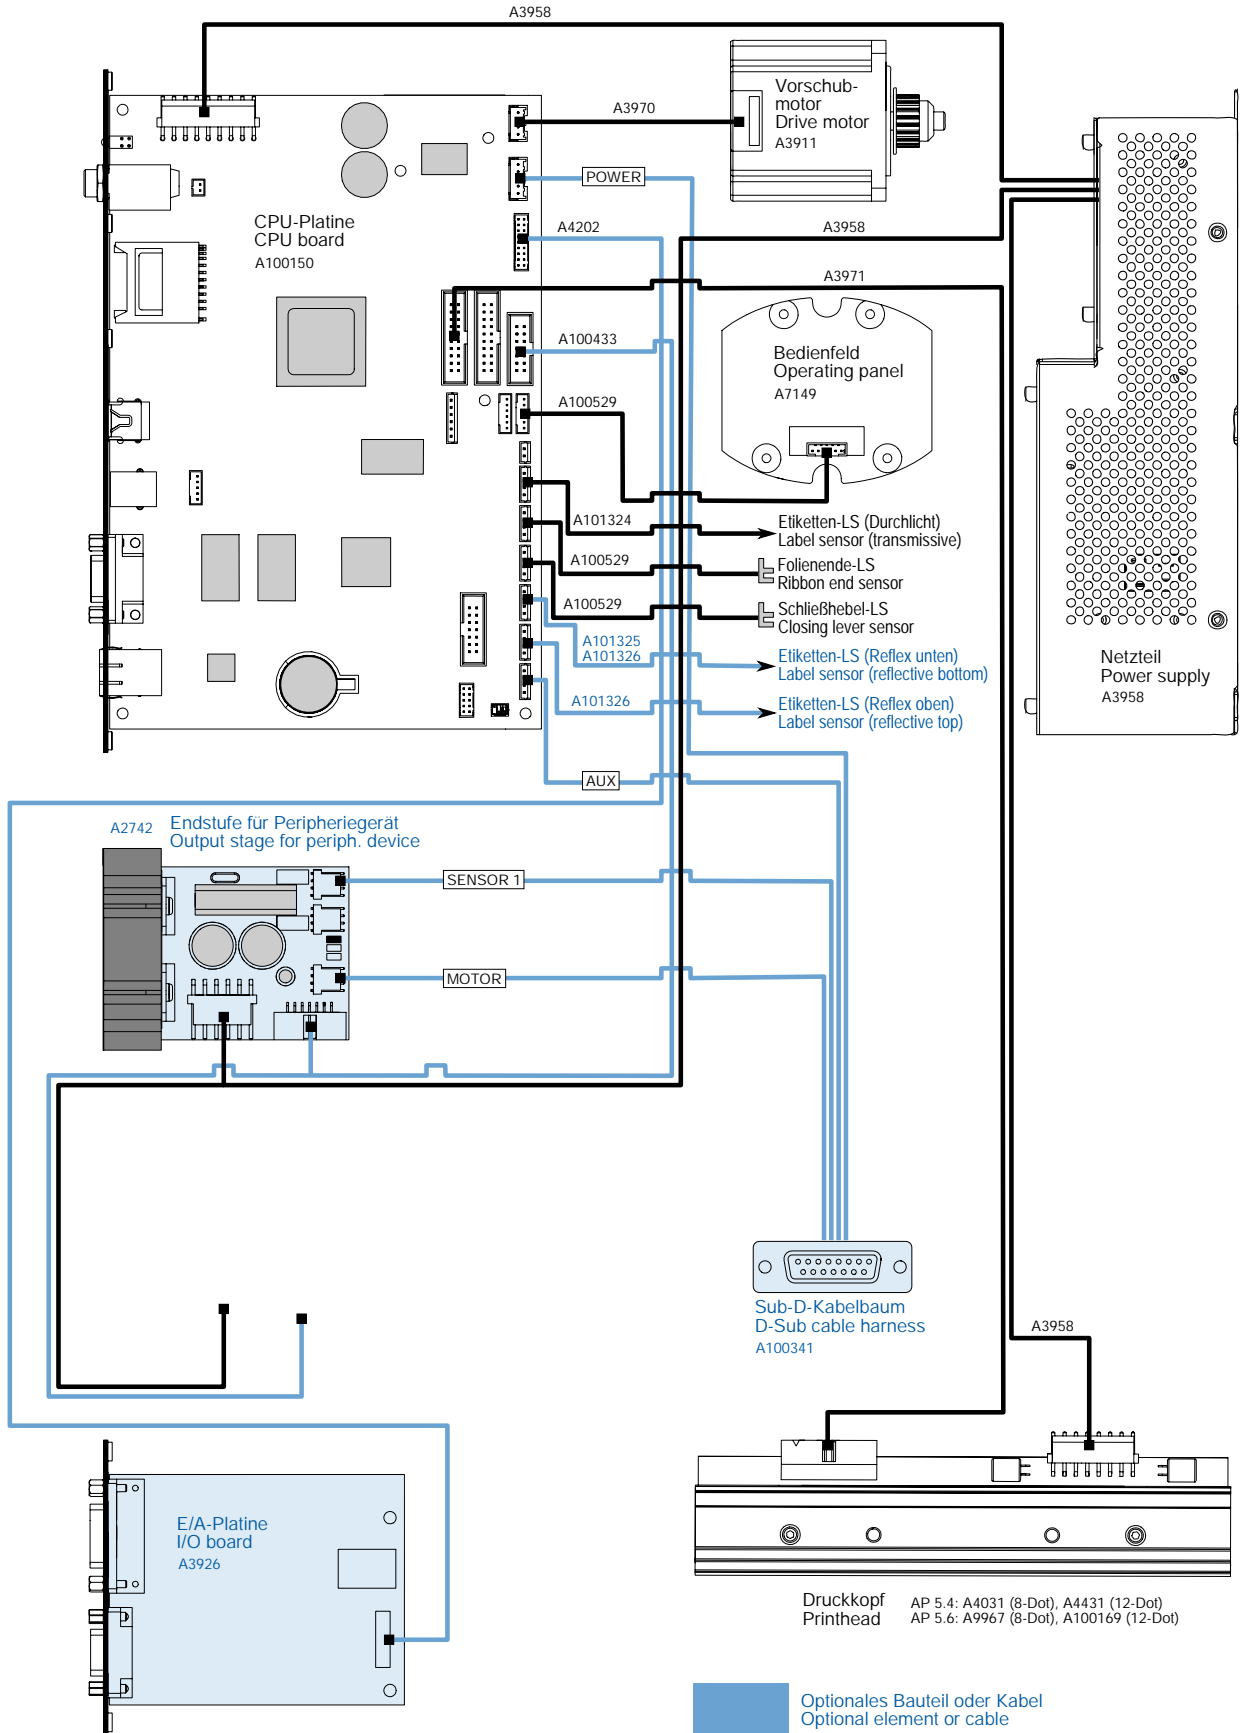 A3958
Vorschub-
motor
Drive motor
A3911
A3970
POWER
CPU-Platine
CPU board
A100150
A4202
A3958
A3971
A100433
Bedienfeld
Operating panel
A7149
A100529
A101324
Etiketten-LS (Durchlicht)
Label sensor (transmissive)
A100529
Folienende-LS
Ribbon end sensor
A100529
Schließhebel-LS
Closing lever sensor
A101325
A101326
Etiketten-LS (Reflex unten)
Label sensor (reflective bottom)
A101326
Etiketten-LS (Reflex oben)
Label sensor (reflective top)
Netzteil
Power supply
A3958
AUX
A2742
Endstufe für Peripheriegerät
Output stage for periph. device
SENSOR 1
MOTOR
Sub-D-Kabelbaum
D-Sub cable harness
A100341
A3958
E/A-Platine
I/O board
A3926
Druckkopf AP 5.4: A4031 (8-Dot), A4431 (12-Dot)
Printhead AP 5.6: A9967 (8-Dot), A100169 (12-Dot)
Optionales Bauteil oder Kabel
Optional element or cable